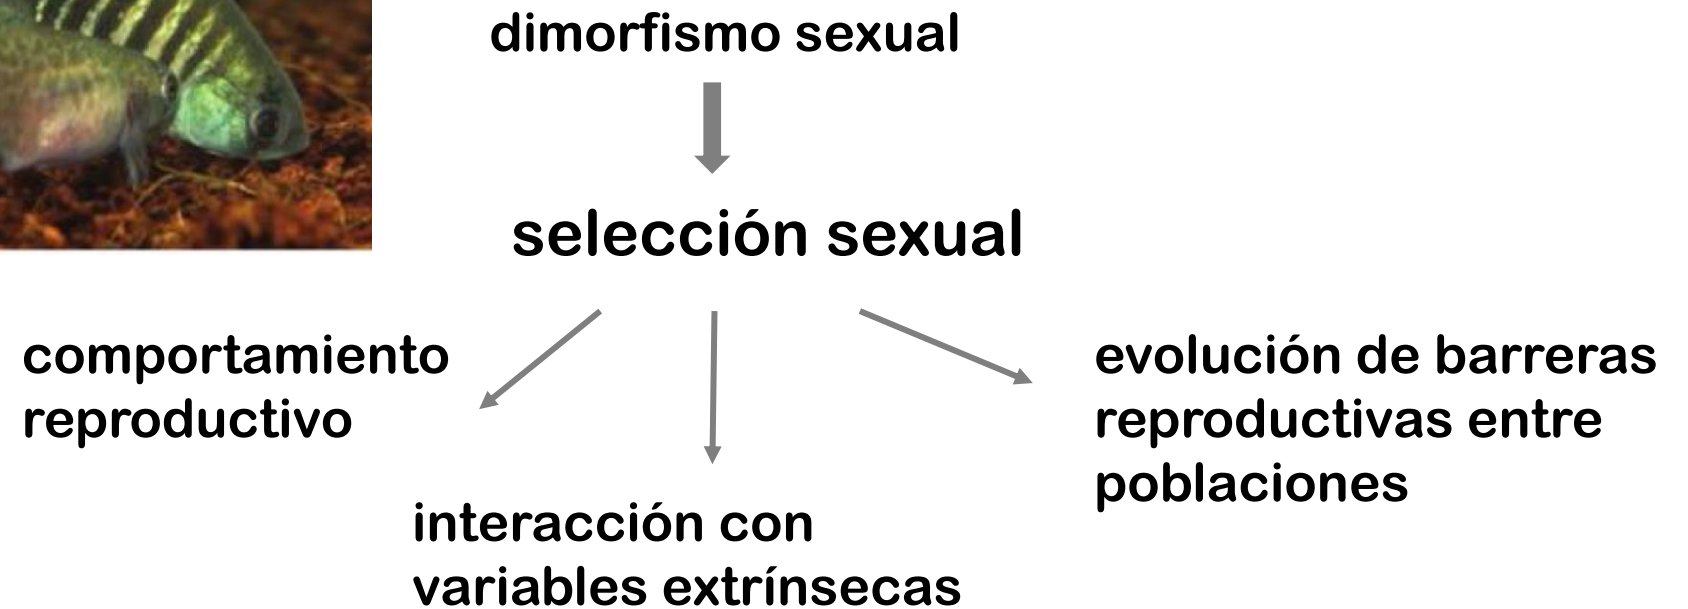 dimorfismo sexual
selección sexual
comportamiento
reproductivo
interacción con
variables extrínsecas
evolución de barreras
reproductivas entre
poblaciones